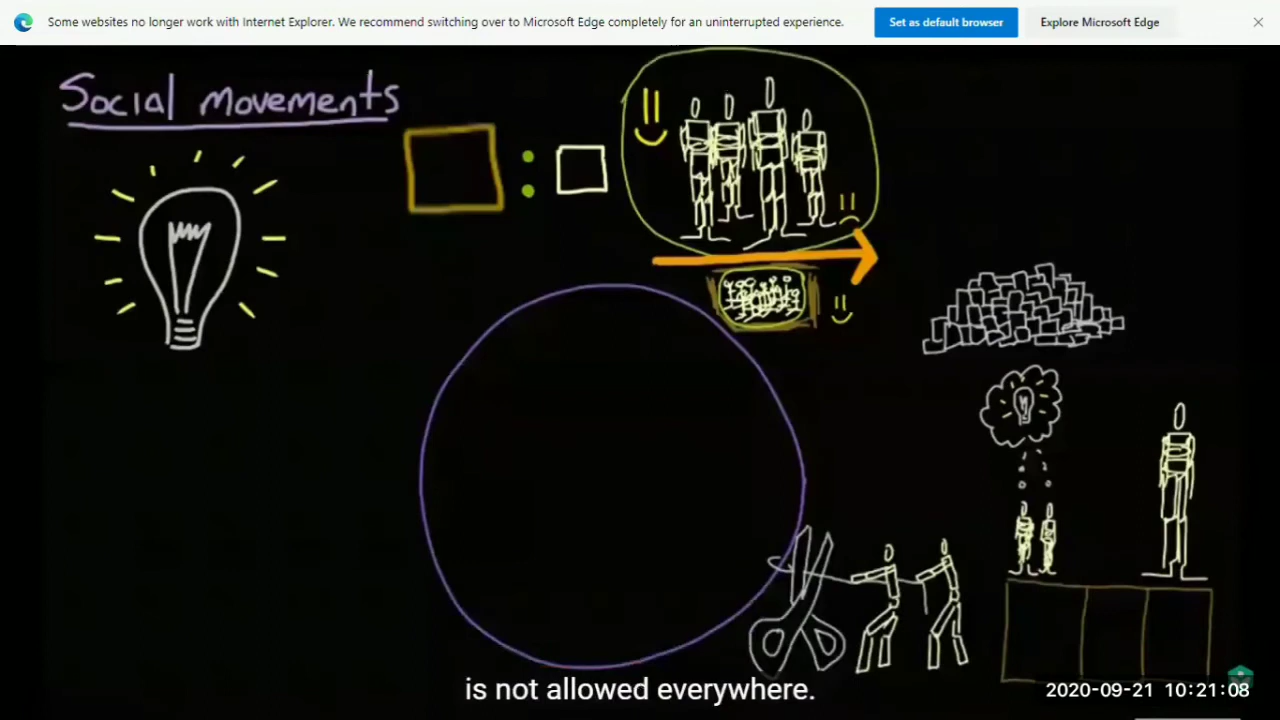 Some websites no longer work with Internet Explorer. We recommend switching over to Microsoft Edge completely for an uninterrupted experience.
Set as default browser
Explore Microsoft Edge
Social movements
is not allowed everywhere.
2020-09-21 10:21:08